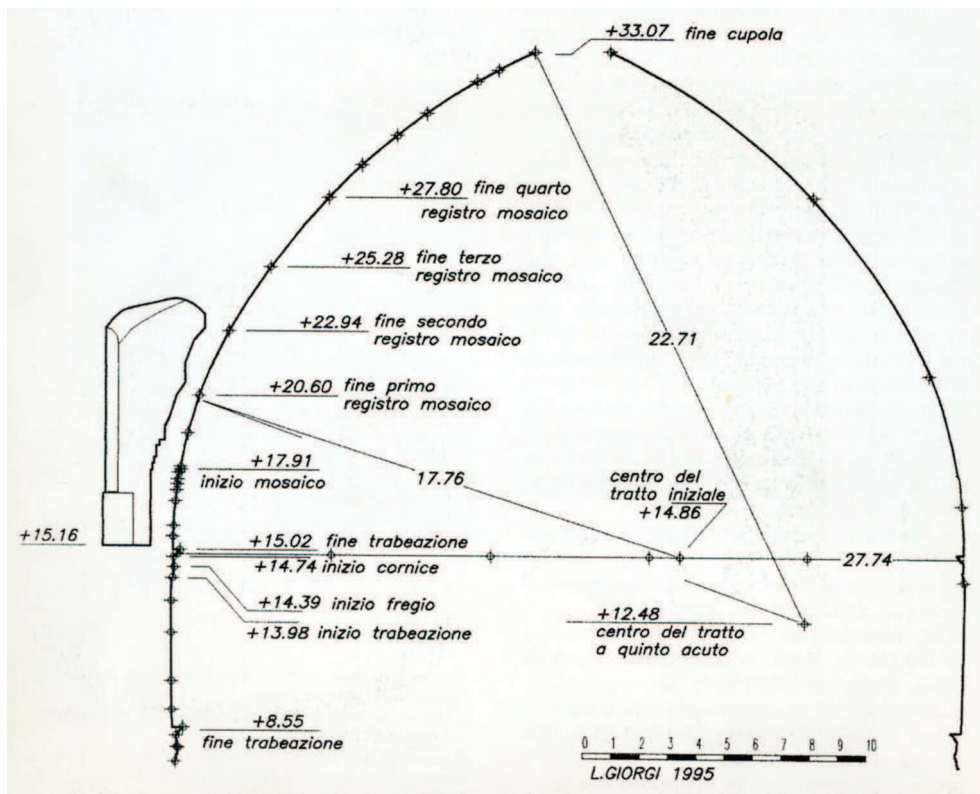 +33.07 fine cupola
+27.80 fine quarto
registro mosaico
+25.28 fine terzo
registro mosaico
+22.94 fine secondo
registro mosaico
22.71
+20.60 fine primo
registro mosaico
+17.91
inizio mosaico
17.76
centro del
tratto iniziale
+14.86
+15.16
+15.02 fine trabeazione
+14.74 inizio cornice
27.74
+14.39 inizio fregio
+13.98 inizio trabeazione
+12.48
centro del tratto
a quinto acuto
+8.55
fine trabeazione
0 1 2 3 4 5 6 7 8 9 10
L.GIORGI 1995